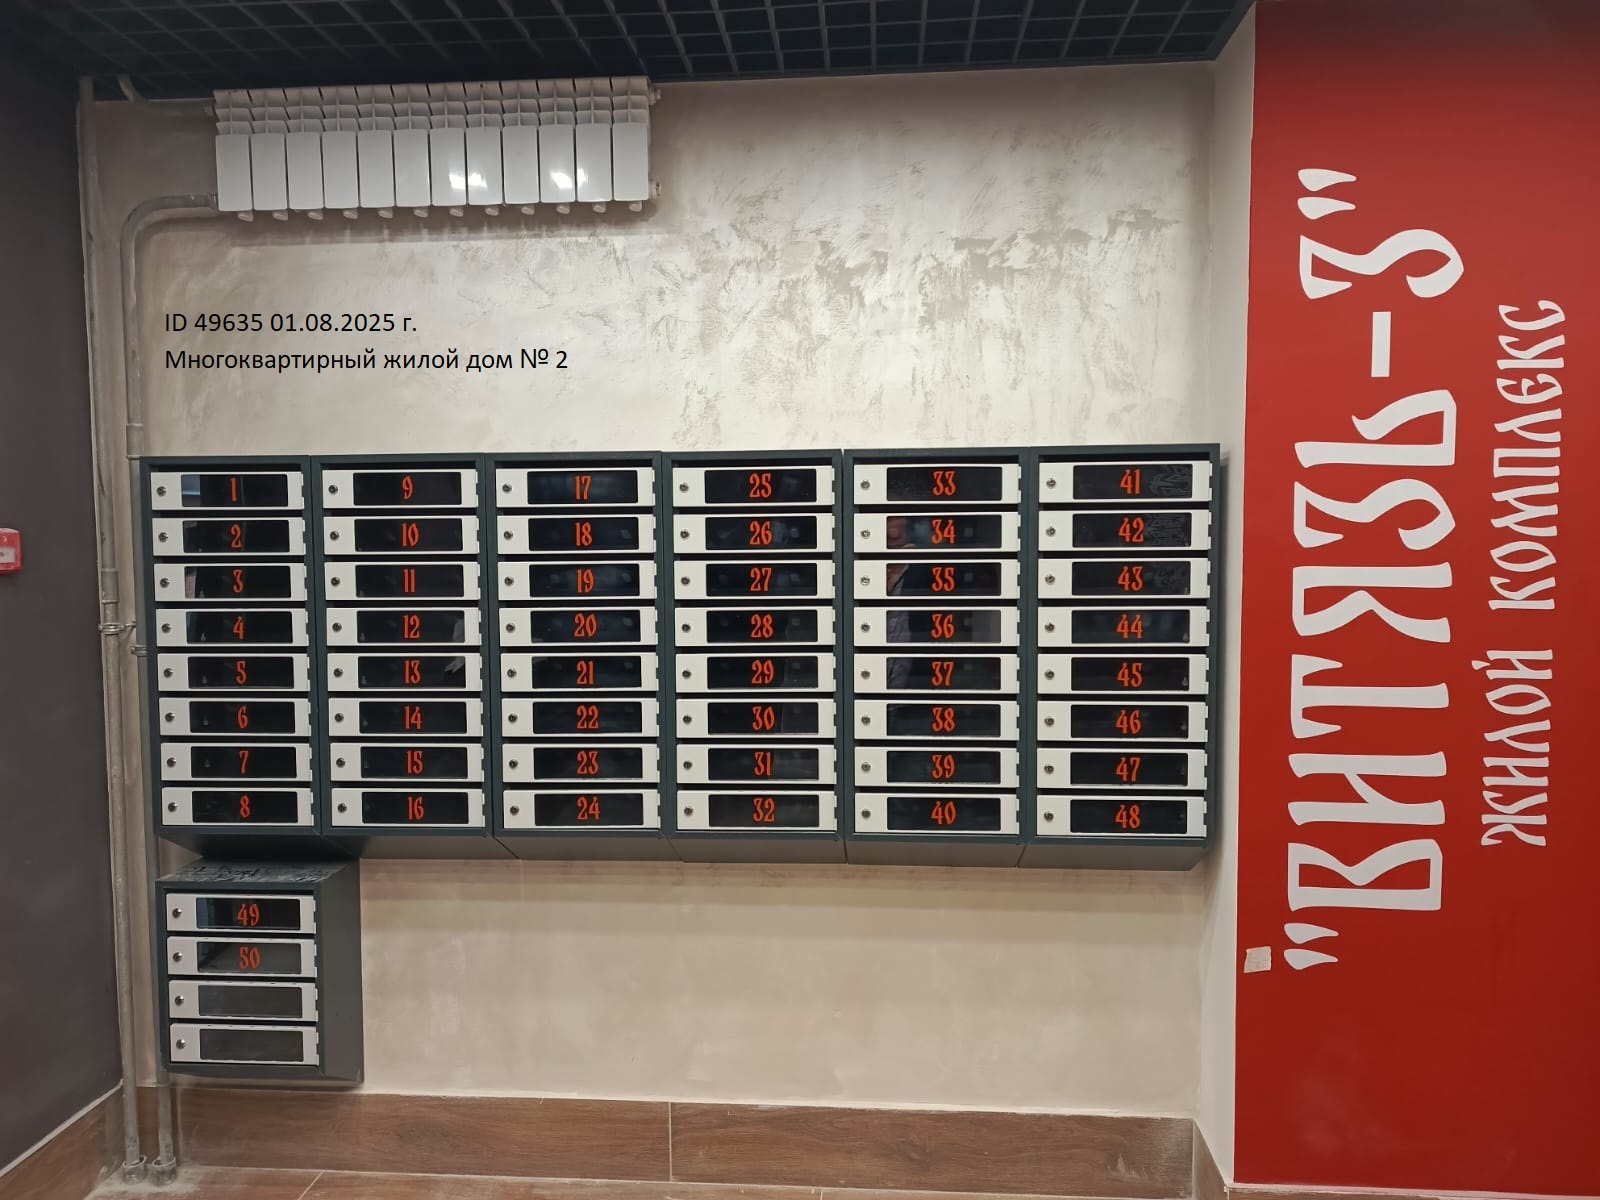 ID 49635 01.08.2025 г.
Многоквартирный жилой дом № 2
1 9 17 25 33 41
2 10 18 26 34 42
3 11 19 27 35 43
4 12 20 28 36 44
5 13 21 29 37 45
6 14 22 30 38 46
7 15 23 31 39 47
8 16 24 32 40 48
49
50
"ВИТЯЗЬ-3"
ЖИЛОЙ КОМПЛЕКС